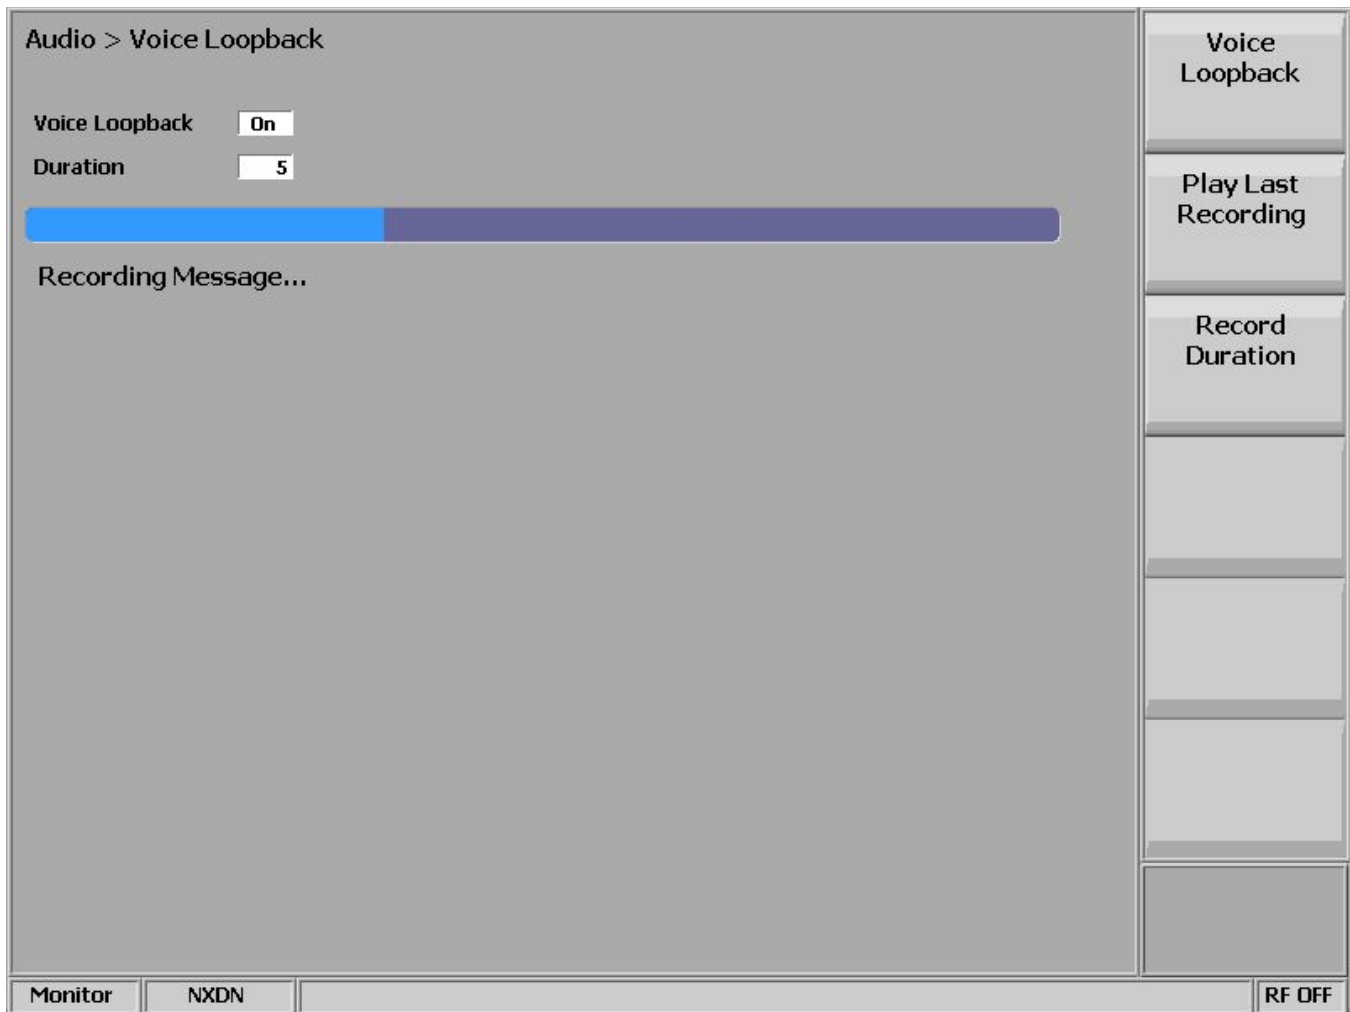 Audio > Voice Loopback
Voice Loopback On
Duration 5
Recording Message...
Voice
Loopback
Play Last
Recording
Record
Duration
Monitor NXDN RF OFF